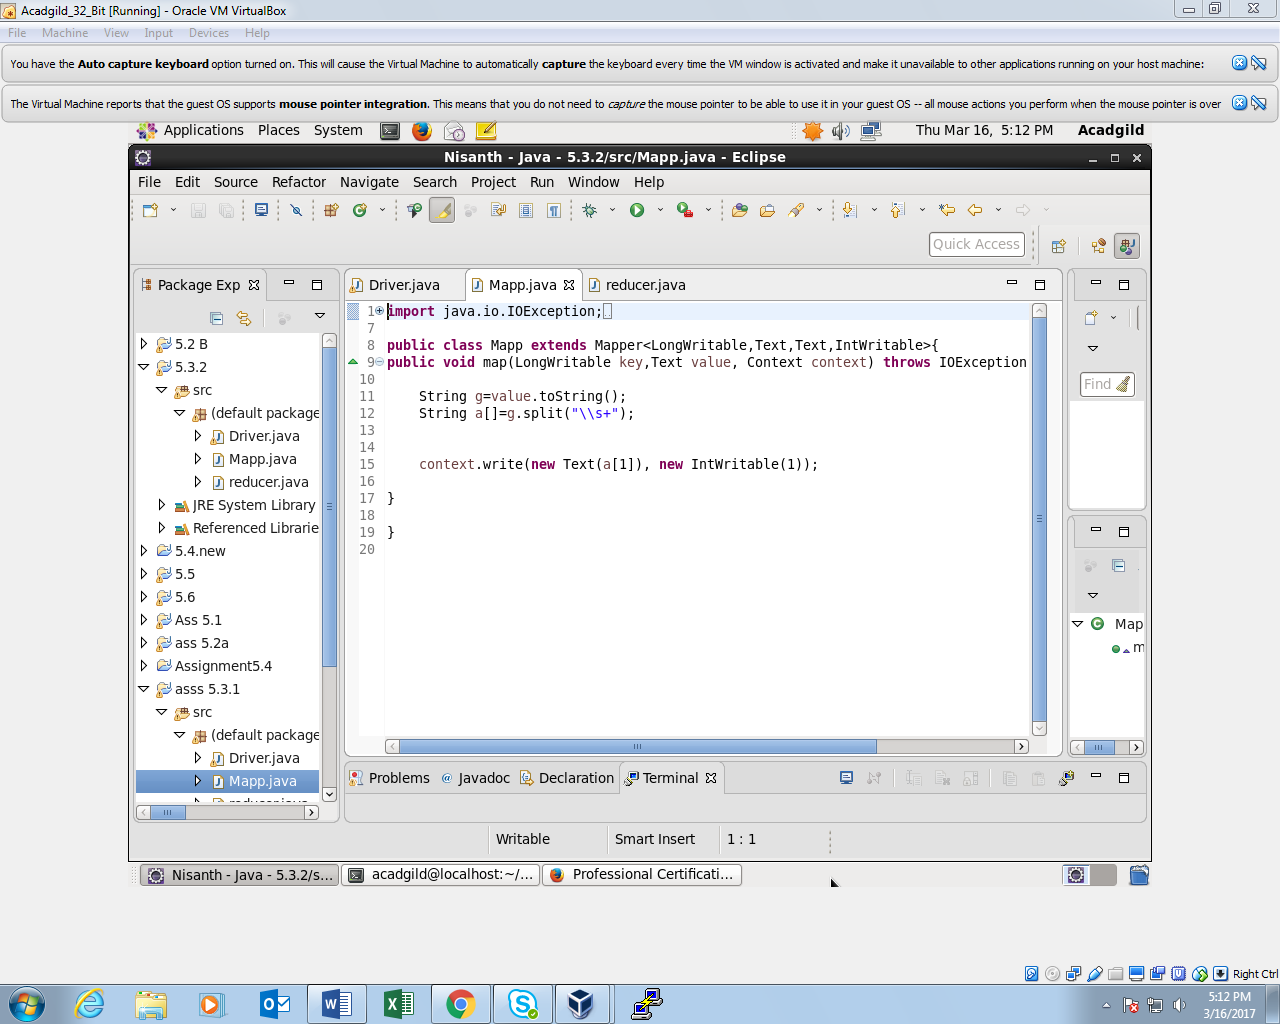 Acadgild_32_Bit [Running] - Oracle VM VirtualBox
File Machine View Input Devices Help
You have the Auto capture keyboard option turned on. This will cause the Virtual Machine to automatically capture the keyboard every time the VM window is activated and make it unavailable to other applications running on your host machine:
The Virtual Machine reports that the guest OS supports mouse pointer integration. This means that you do not need to capture the mouse pointer to be able to use it in your guest OS -- all mouse actions you perform when the mouse pointer is over
Applications Places System Thu Mar 16, 5:12 PM Acadgild
Nisanth - Java - 5.3.2/src/Mapp.java - Eclipse
File Edit Source Refactor Navigate Search Project Run Window Help
Quick Access
Package Exp
5.2 B
5.3.2
src
(default package
Driver.java
Mapp.java
reducer.java
JRE System Library
Referenced Librarie
5.4.new
5.5
5.6
Ass 5.1
ass 5.2a
Assignment5.4
asss 5.3.1
src
(default package
Driver.java
Mapp.java
Driver.java Mapp.java reducer.java
1 import java.io.IOException;
7
8 public class Mapp extends Mapper<LongWritable,Text,Text,IntWritable>{
9 public void map(LongWritable key,Text value, Context context) throws IOException
10
11 String g=value.toString();
12 String a[]=g.split("\\s+");
13
14
15 context.write(new Text(a[1]), new IntWritable(1));
16
17 }
18
19 }
20
Find
Map
m
Problems @ Javadoc Declaration Terminal
Writable Smart Insert 1 : 1
Nisanth - Java - 5.3.2/s... acadgild@localhost:~/... Professional Certificati...
Right Ctrl
5:12 PM
3/16/2017